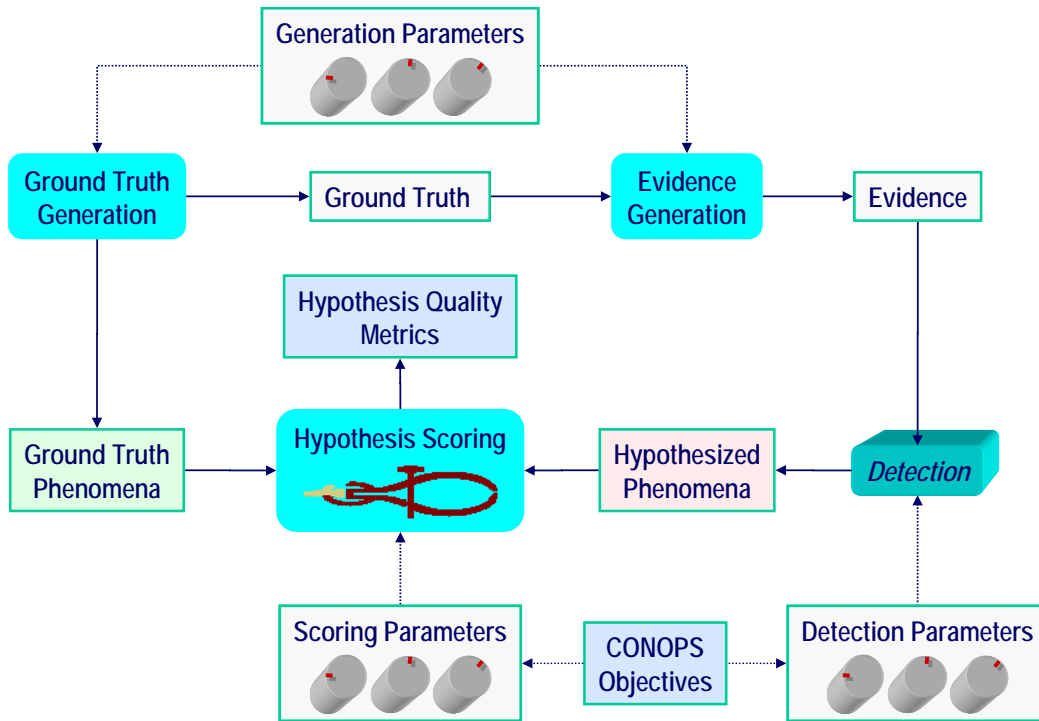 Generation Parameters
Ground Truth
Generation
Ground Truth
Evidence
Generation
Evidence
Hypothesis Quality
Metrics
Ground Truth
Phenomena
Hypothesis Scoring
Hypothesized
Phenomena
Detection
Scoring Parameters
CONOPS
Objectives
Detection Parameters